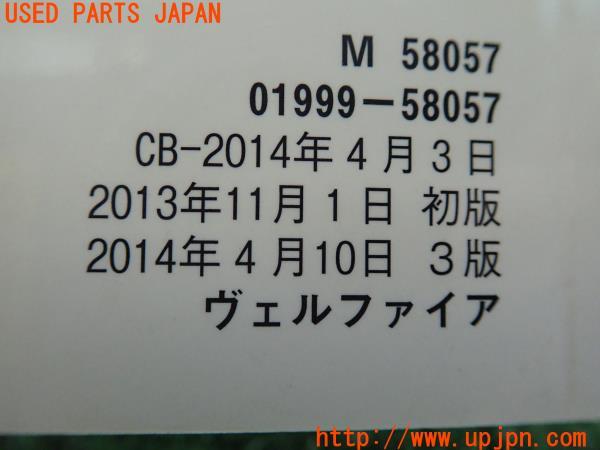 USED PARTS JAPAN
M 58057
01999-58057
CB-2014年4月3日
2013年11月1日 初版
2014年4月10日 3版
ヴェルファイア
http://www.upjpn.com